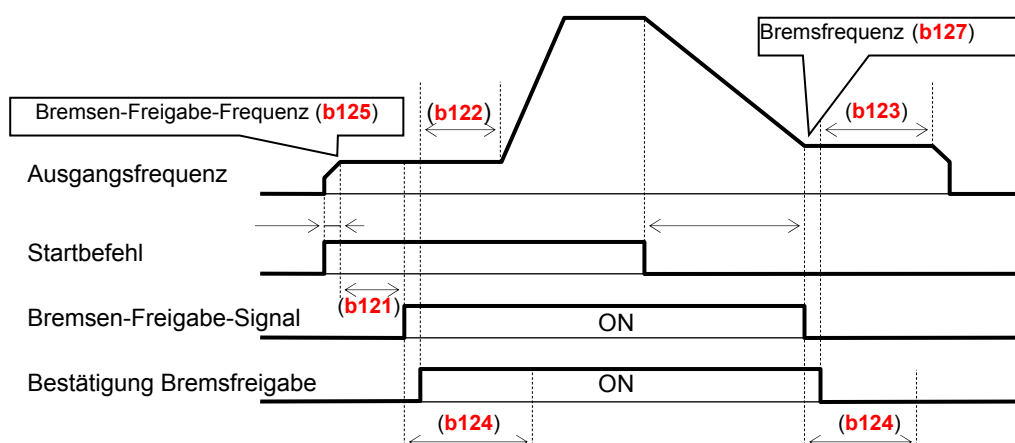 Bremsfrequenz (b127)
Bremsen-Freigabe-Frequenz (b125)
(b122)
(b123)
Ausgangsfrequenz
Startbefehl
(b121)
Bremsen-Freigabe-Signal
ON
Bestätigung Bremsfreigabe
ON
(b124)
(b124)